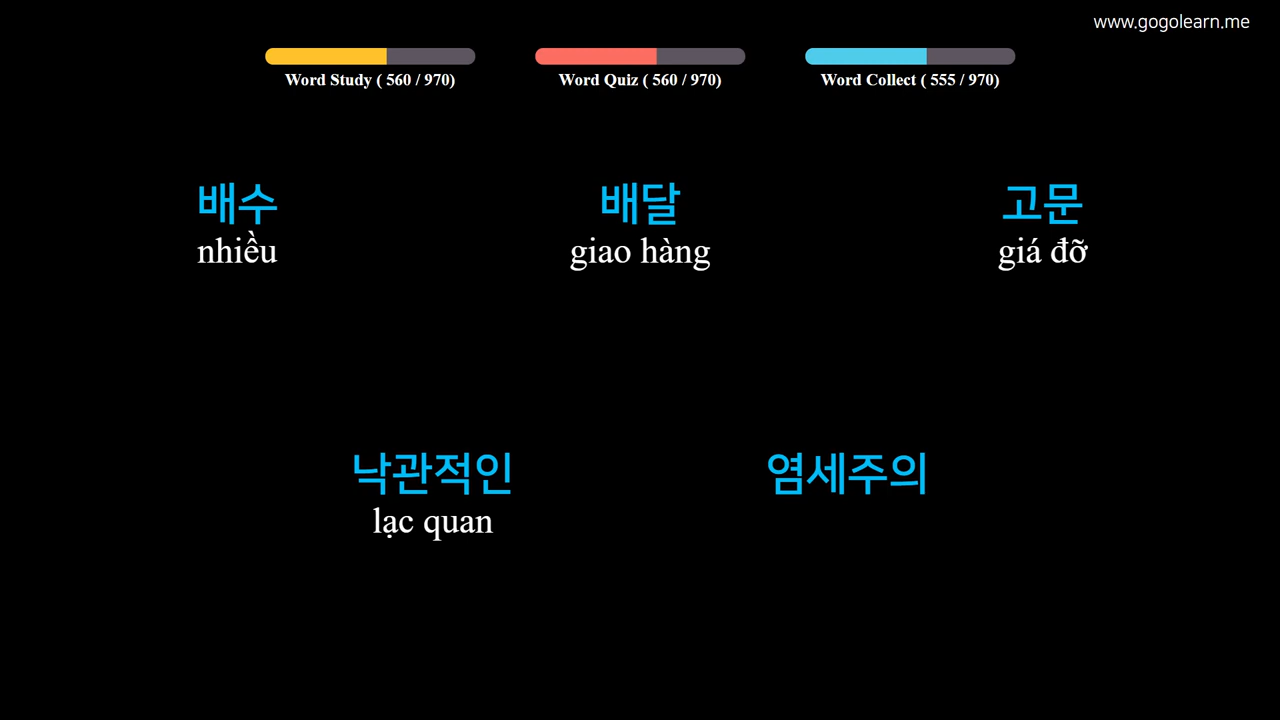 www.gogolearn.me
Word Study ( 560 / 970)
Word Quiz ( 560 / 970)
Word Collect ( 555 / 970)
배수
nhiều
배달
giao hàng
고문
giá đỡ
낙관적인
lạc quan
염세주의